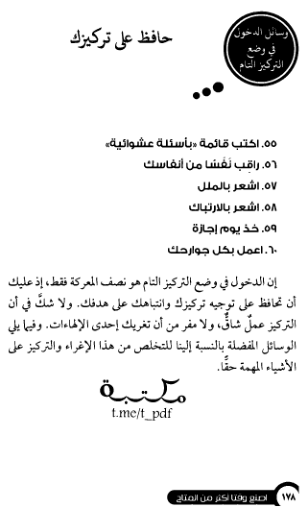 وسائل الدخول
في وضع
التركيز التام
حافظ على تركيزك
٥٥. اكتب قائمة «بأسئلة عشوائية»
٥٦. راقِب نَفَسًا من أنفاسك
٥٧. اشعر بالملل
٥٨. اشعر بالارتباك
٥٩. خذ يوم إجازة
٦٠. اعمل بكل جوارحك
إن الدخول في وضع التركيز التام هو نصف المعركة فقط، إذ عليك
أن تحافظ على توجيه تركيزك وانتباهك على هدفك. ولا شكَّ في أن
التركيز عملٌ شاقٌّ، ولا مفر من أن تغريك إحدى الإلهاءات. وفيما يلي
الوسائل المفضلة بالنسبة إلينا للتخلص من هذا الإغراء والتركيز على
الأشياء المهمة حقًّا.
مكتبة
t.me/t_pdf
١٧٨ اصنع وقتا أكثر من المتاح